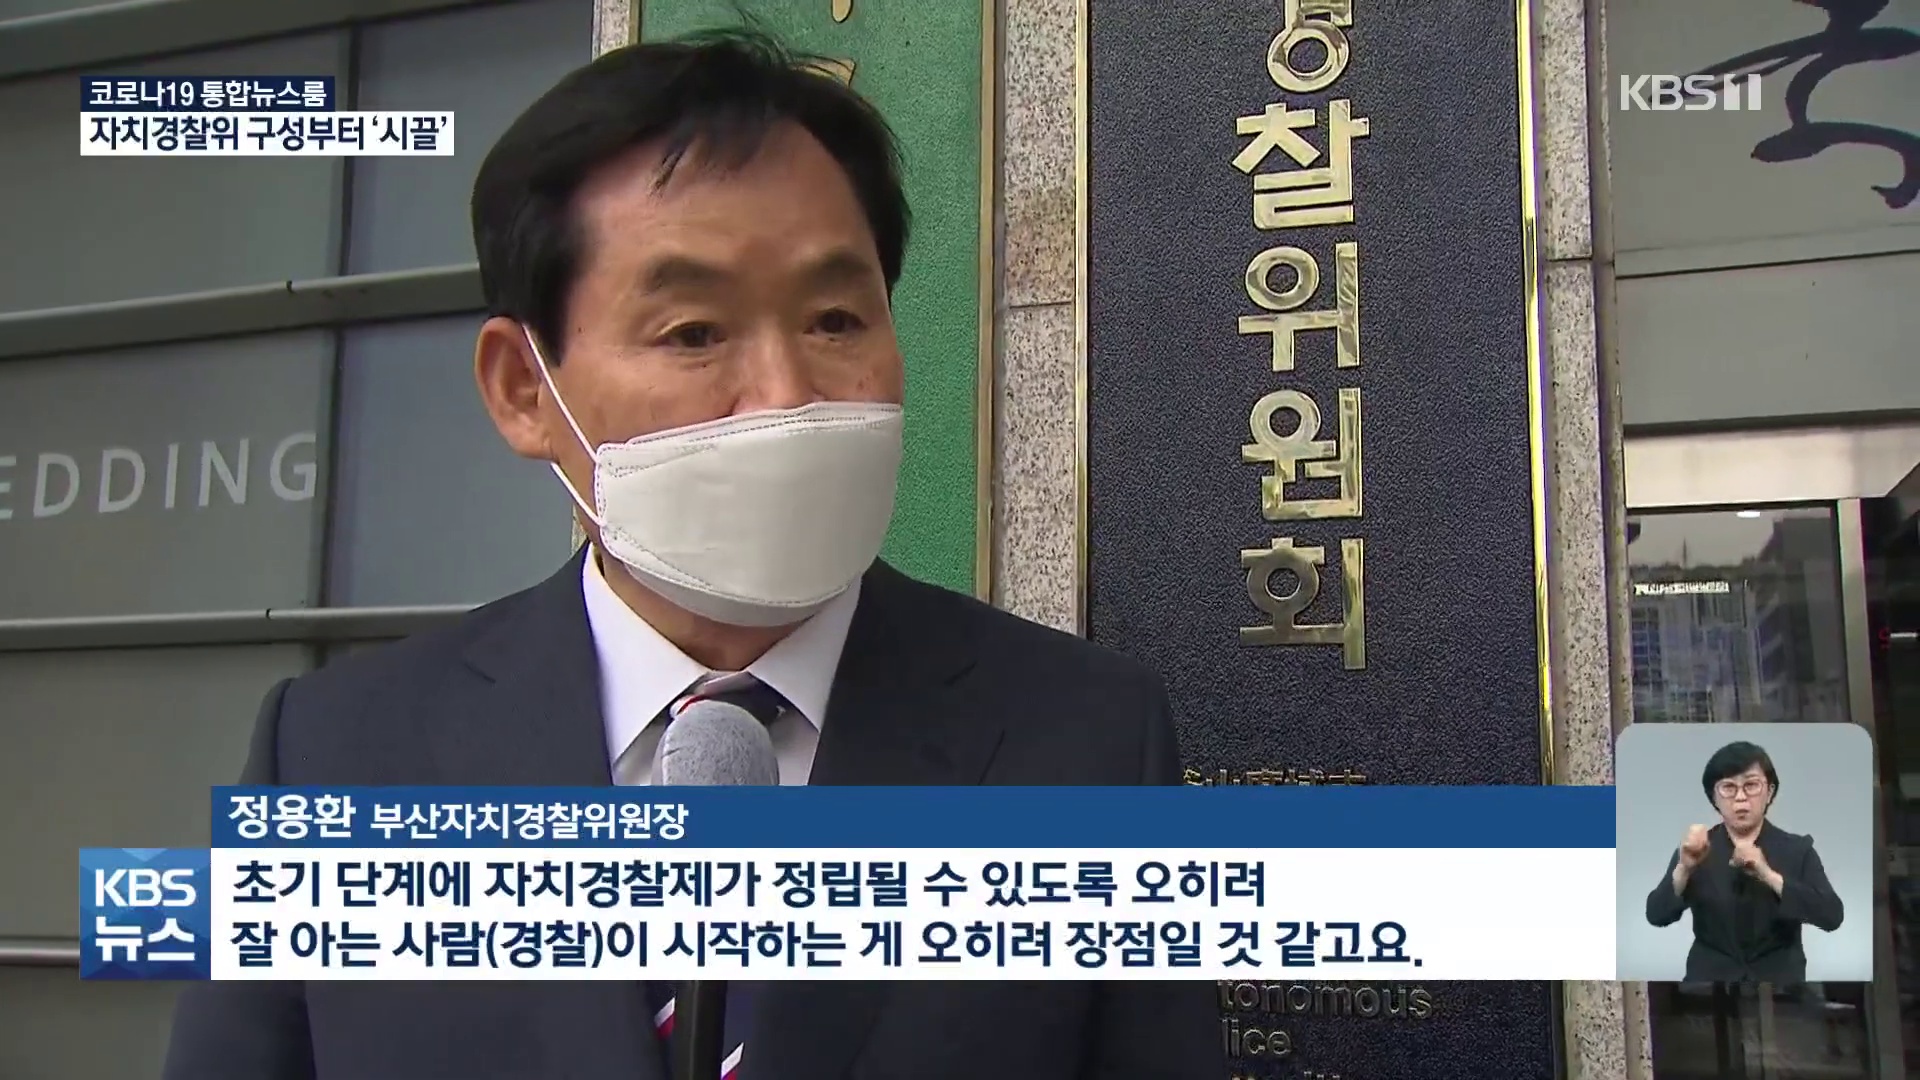 코로나19 통합뉴스룸
자치경찰위 구성부터 ‘시끌’
KBS 1
찰위원회
EDDING
정용환 부산자치경찰위원장
KBS
뉴스
초기 단계에 자치경찰제가 정립될 수 있도록 오히려
잘 아는 사람(경찰)이 시작하는 게 오히려 장점일 것 같고요.
tonomous
lice